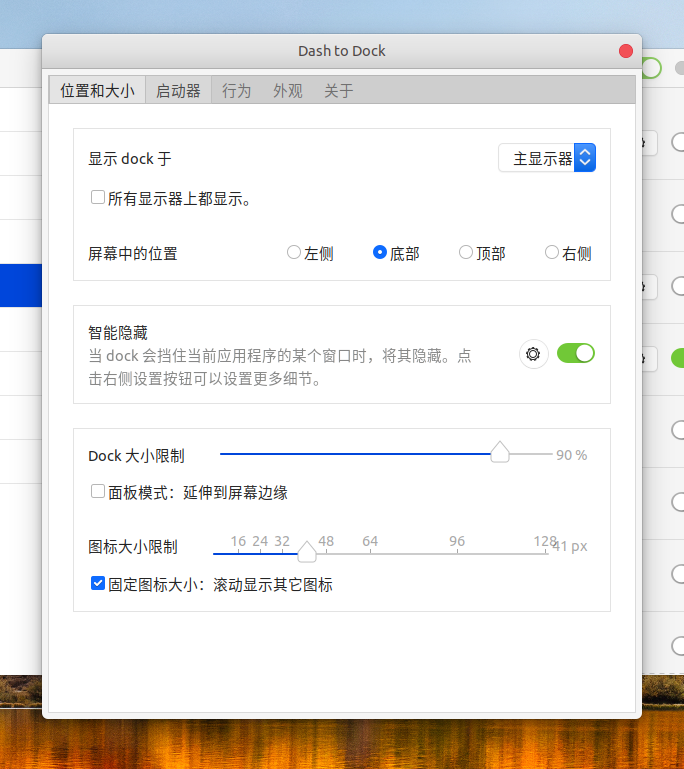 Dash to Dock
位置和大小 启动器 行为 外观 关于
显示 dock 于 主显示器
所有显示器上都显示。
屏幕中的位置 左侧 底部 顶部 右侧
智能隐藏
当 dock 会挡住当前应用程序的某个窗口时，将其隐藏。点
击右侧设置按钮可以设置更多细节。
Dock 大小限制 90 %
面板模式：延伸到屏幕边缘
16 24 32 48 64 96 128
图标大小限制 41 px
固定图标大小：滚动显示其它图标